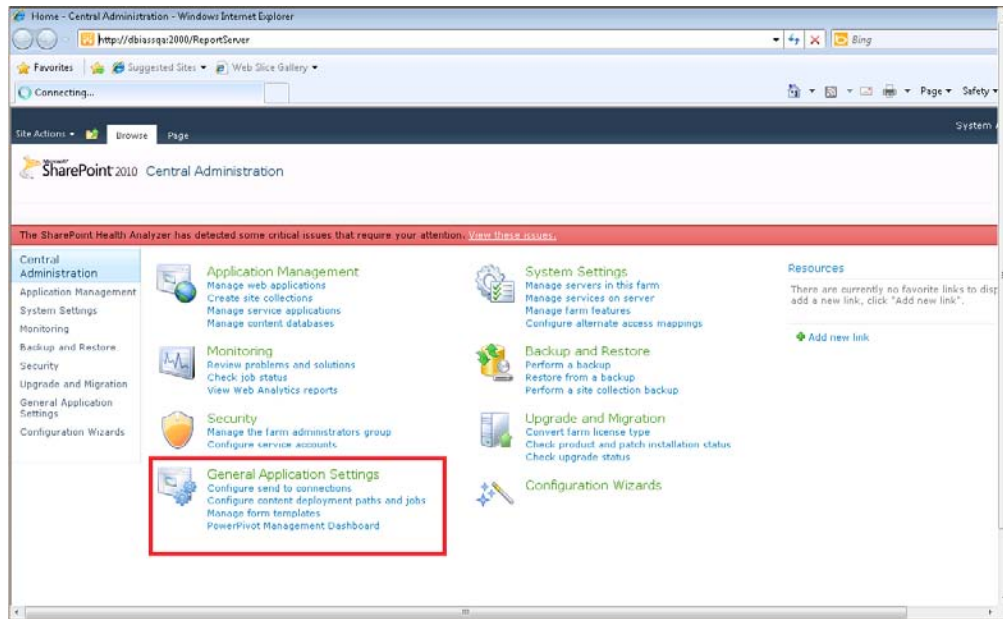 Home - Central Administration - Windows Internet Explorer
http://dbiassqa:2000/ReportServer
Bing
Favorites Suggested Sites Web Slice Gallery
Connecting...
Page Safety
System
Site Actions Browse Page
Microsoft
SharePoint 2010 Central Administration
The SharePoint Health Analyzer has detected some critical issues that require your attention. View these issues.
Central
Administration
Application Management
System Settings
Monitoring
Backup and Restore
Security
Upgrade and Migration
General Application
Settings
Configuration Wizards
Application Management
Manage web applications
Create site collections
Manage service applications
Manage content databases
Monitoring
Review problems and solutions
Check job status
View Web Analytics reports
Security
Manage the farm administrators group
Configure service accounts
General Application Settings
Configure send to connections
Configure content deployment paths and jobs
Manage form templates
PowerPivot Management Dashboard
System Settings
Manage servers in this farm
Manage services on server
Manage farm features
Configure alternate access mappings
Backup and Restore
Perform a backup
Restore from a backup
Perform a site collection backup
Upgrade and Migration
Convert farm license type
Check product and patch installation status
Check upgrade status
Configuration Wizards
Resources
There are currently no favorite links to disp
add a new link, click "Add new link".
Add new link